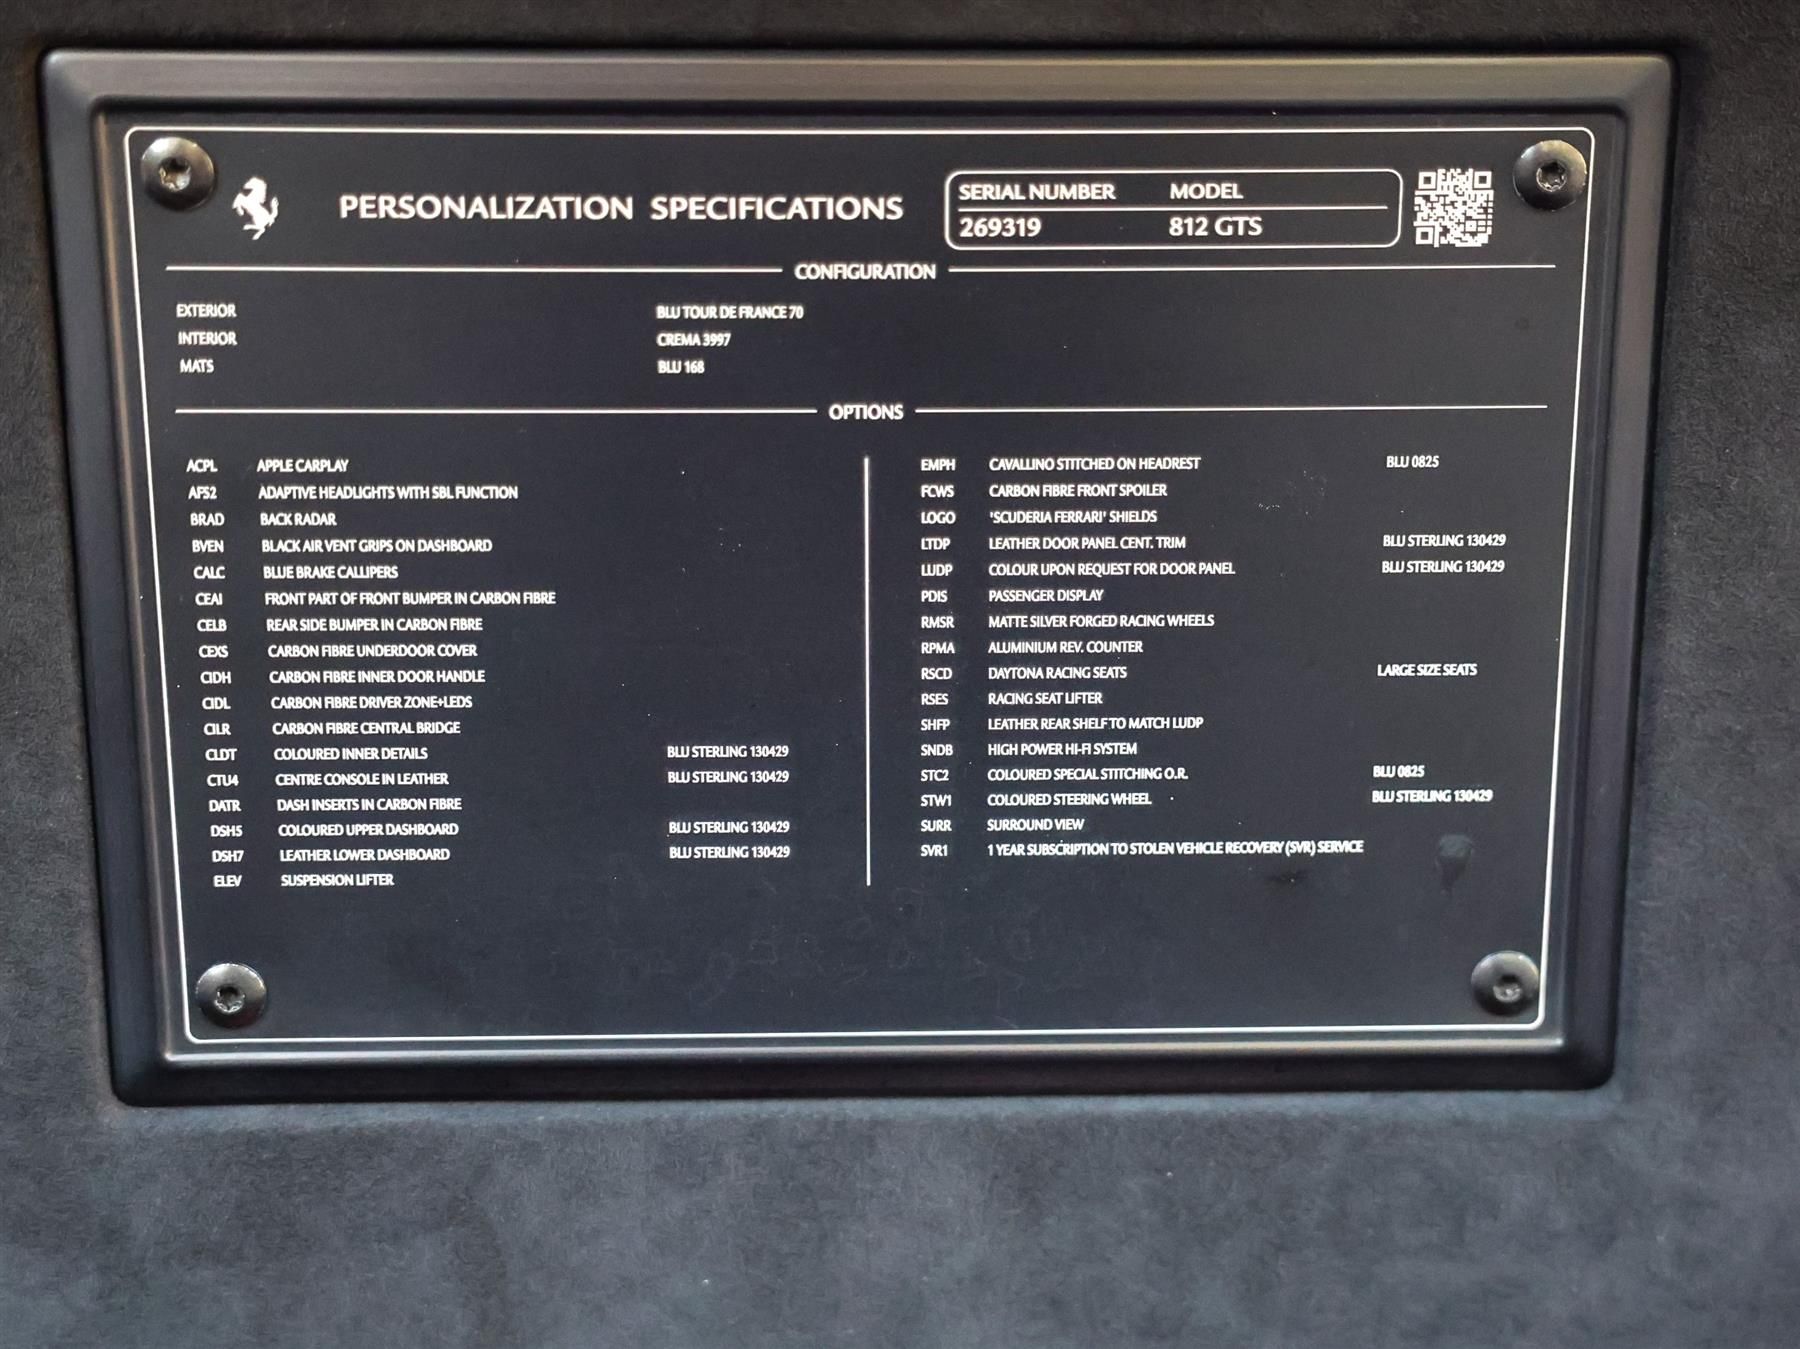 PERSONALIZATION SPECIFICATIONS
SERIAL NUMBER MODEL
269319 812 GTS
CONFIGURATION
EXTERIOR BLU TOUR DE FRANCE 70
INTERIOR CREMA 3997
MATS BLU 168
OPTIONS
ACPL APPLE CARPLAY
AFS2 ADAPTIVE HEADLIGHTS WITH SBL FUNCTION
BRAD BACK RADAR
BVEN BLACK AIR VENT GRIPS ON DASHBOARD
CALC BLUE BRAKE CALLIPERS
CEAI FRONT PART OF FRONT BUMPER IN CARBON FIBRE
CELB REAR SIDE BUMPER IN CARBON FIBRE
CEXS CARBON FIBRE UNDERDOOR COVER
CIDH CARBON FIBRE INNER DOOR HANDLE
CIDL CARBON FIBRE DRIVER ZONE+LEDS
CILR CARBON FIBRE CENTRAL BRIDGE
CLDT COLOURED INNER DETAILS BLU STERLING 130429
CTU4 CENTRE CONSOLE IN LEATHER BLU STERLING 130429
DATR DASH INSERTS IN CARBON FIBRE
DSH5 COLOURED UPPER DASHBOARD BLU STERLING 130429
DSH7 LEATHER LOWER DASHBOARD BLU STERLING 130429
ELEV SUSPENSION LIFTER
EMPH CAVALLINO STITCHED ON HEADREST BLU 0825
FCWS CARBON FIBRE FRONT SPOILER
LOGO 'SCUDERIA FERRARI' SHIELDS
LTDP LEATHER DOOR PANEL CENT. TRIM BLU STERLING 130429
LUDP COLOUR UPON REQUEST FOR DOOR PANEL BLU STERLING 130429
PDIS PASSENGER DISPLAY
RMSR MATTE SILVER FORGED RACING WHEELS
RPMA ALUMINIUM REV. COUNTER
RSCD DAYTONA RACING SEATS LARGE SIZE SEATS
RSES RACING SEAT LIFTER
SHFP LEATHER REAR SHELF TO MATCH LUDP
SNDB HIGH POWER HI-FI SYSTEM
STC2 COLOURED SPECIAL STITCHING O.R. BLU 0825
STW1 COLOURED STEERING WHEEL BLU STERLING 130429
SURR SURROUND VIEW
SVR1 1 YEAR SUBSCRIPTION TO STOLEN VEHICLE RECOVERY (SVR) SERVICE